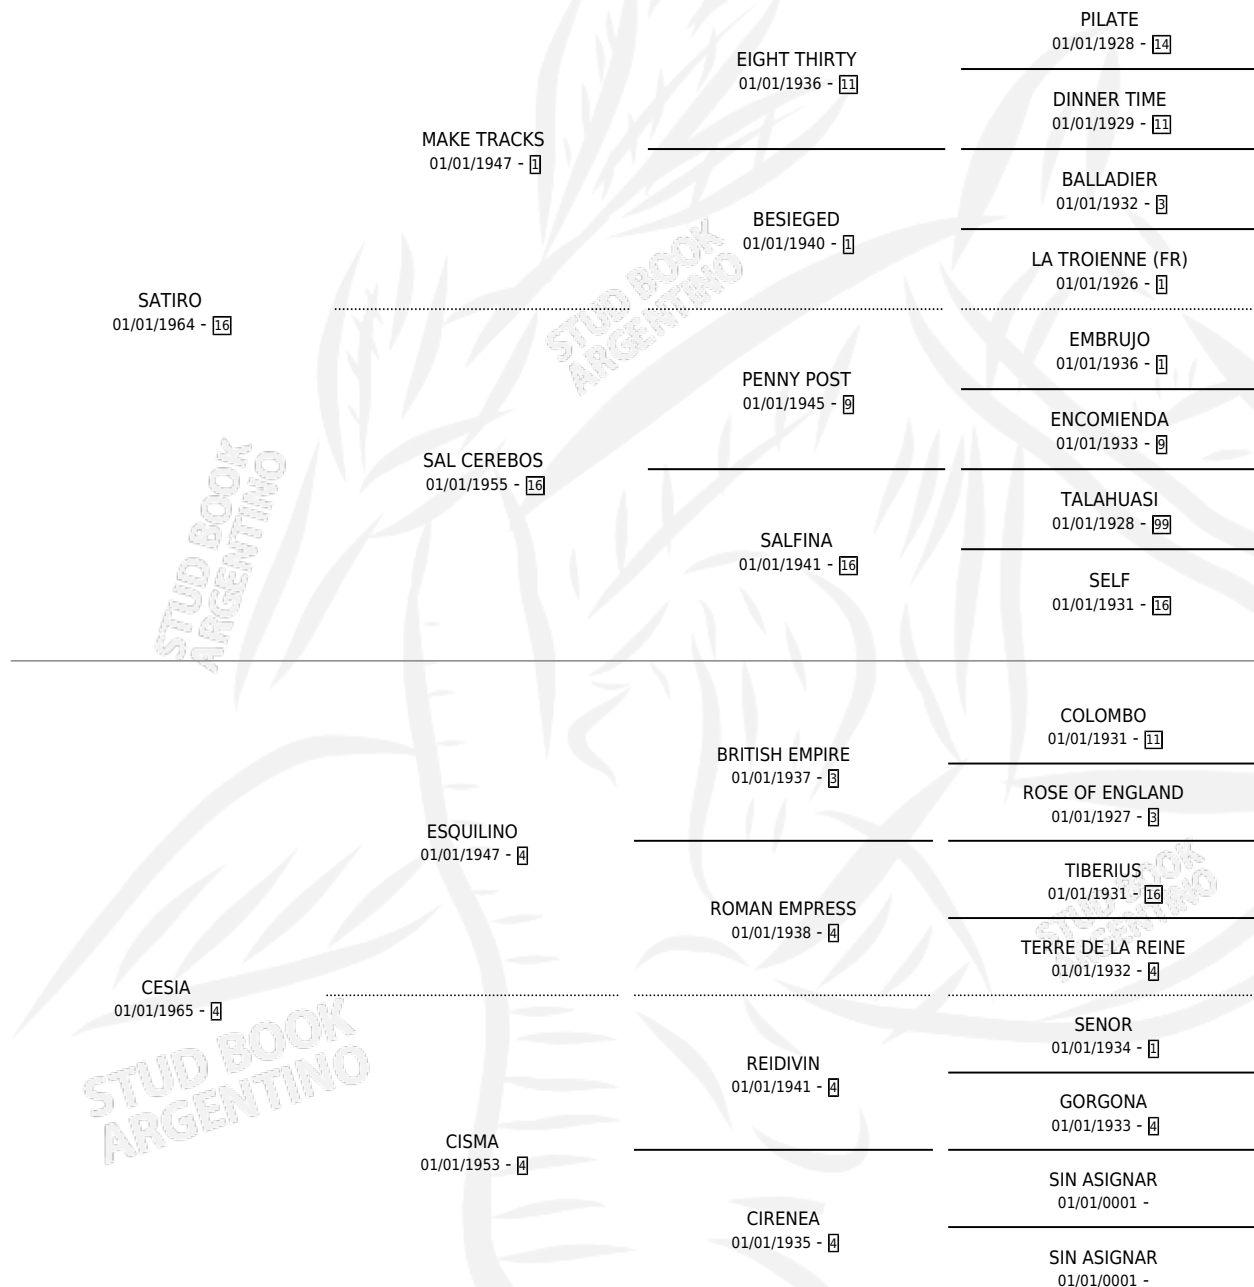 PILATE
01/01/1928 - 14
EIGHT THIRTY
01/01/1936 - 11
DINNER TIME
01/01/1929 - 11
MAKE TRACKS
01/01/1947 - 1
BALLADIER
01/01/1932 - 3
BESIEGED
01/01/1940 - 1
LA TROIENNE (FR)
01/01/1926 - 1
SATIRO
01/01/1964 - 16
EMBRUJO
01/01/1936 - 1
PENNY POST
01/01/1945 - 9
ENCOMIENDA
01/01/1933 - 9
SAL CEREBOS
01/01/1955 - 16
TALAHUASI
01/01/1928 - 99
SALFINA
01/01/1941 - 16
SELF
01/01/1931 - 16
COLOMBO
01/01/1931 - 11
BRITISH EMPIRE
01/01/1937 - 3
ROSE OF ENGLAND
01/01/1927 - 3
ESQUILINO
01/01/1947 - 4
TIBERIUS
01/01/1931 - 16
ROMAN EMPRESS
01/01/1938 - 4
TERRE DE LA REINE
01/01/1932 - 4
CESIA
01/01/1965 - 4
SENOR
01/01/1934 - 1
REIDIVIN
01/01/1941 - 4
GORGONA
01/01/1933 - 4
CISMA
01/01/1953 - 4
SIN ASIGNAR
01/01/0001 -
CIRENEA
01/01/1935 - 4
SIN ASIGNAR
01/01/0001 -
STUD BOOK
ARGENTINO
STUD BOOK
ARGENTINO
STUD BOOK
ARGENTINO
STUD BOOK
ARGENTINO